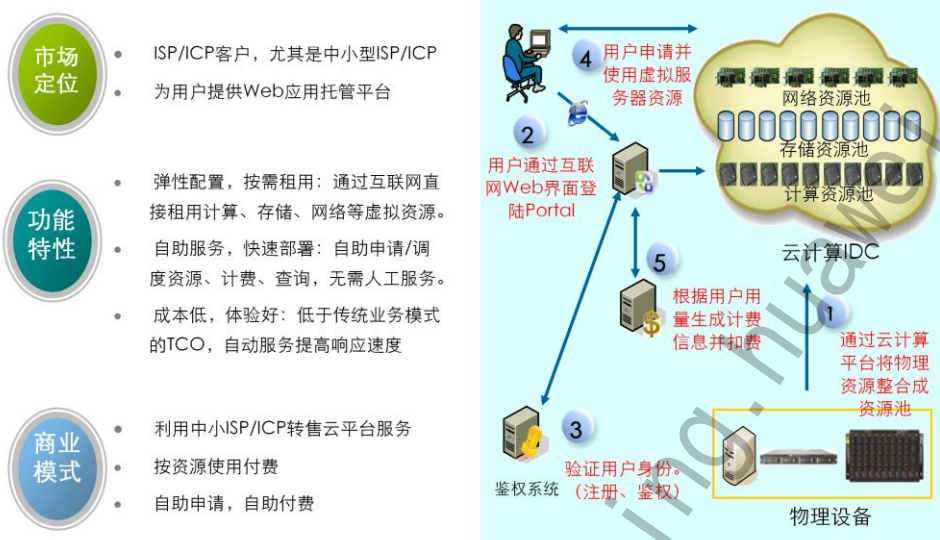 市场
定位
ISP/ICP客户，尤其是中小型ISP/ICP
为用户提供Web应用托管平台
功能
特性
弹性配置，按需租用：通过互联网直
接租用计算、存储、网络等虚拟资源。
自助服务，快速部署：自助申请/调
度资源、计费、查询，无需人工服务。
成本低，体验好：低于传统业务模式
的TCO，自动服务提高响应速度
商业
模式
利用中小ISP/ICP转售云平台服务
按资源使用付费
自助申请，自助付费
4
用户申请并
使用虚拟服
务器资源
网络资源池
存储资源池
计算资源池
云计算IDC
2
用户通过互联
网Web界面登
陆Portal
5
根据用户用
量生成计费
信息并扣费
1
通过云计算
平台将物理
资源整合成
资源池
3
验证用户身份。
（注册、鉴权）
鉴权系统
物理设备
ing.huawei